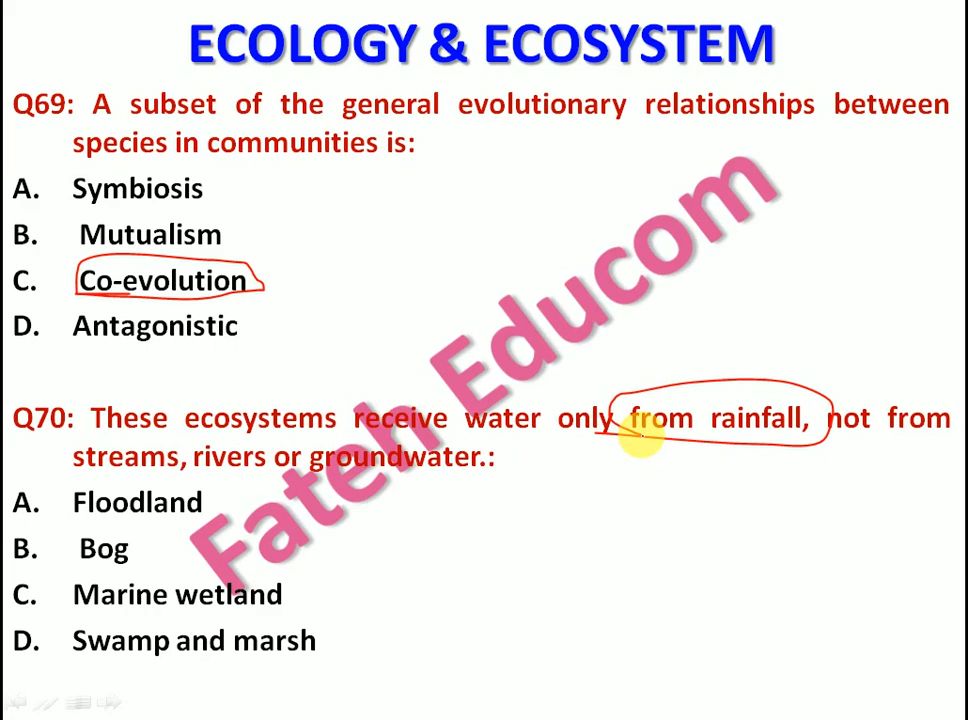 ECOLOGY & ECOSYSTEM
Q69: A subset of the general evolutionary relationships between
species in communities is:
A. Symbiosis
B. Mutualism
C. Co-evolution
D. Antagonistic
Q70: These ecosystems receive water only from rainfall, not from
streams, rivers or groundwater.:
A. Floodland
B. Bog
C. Marine wetland
D. Swamp and marsh
Fateh Educom